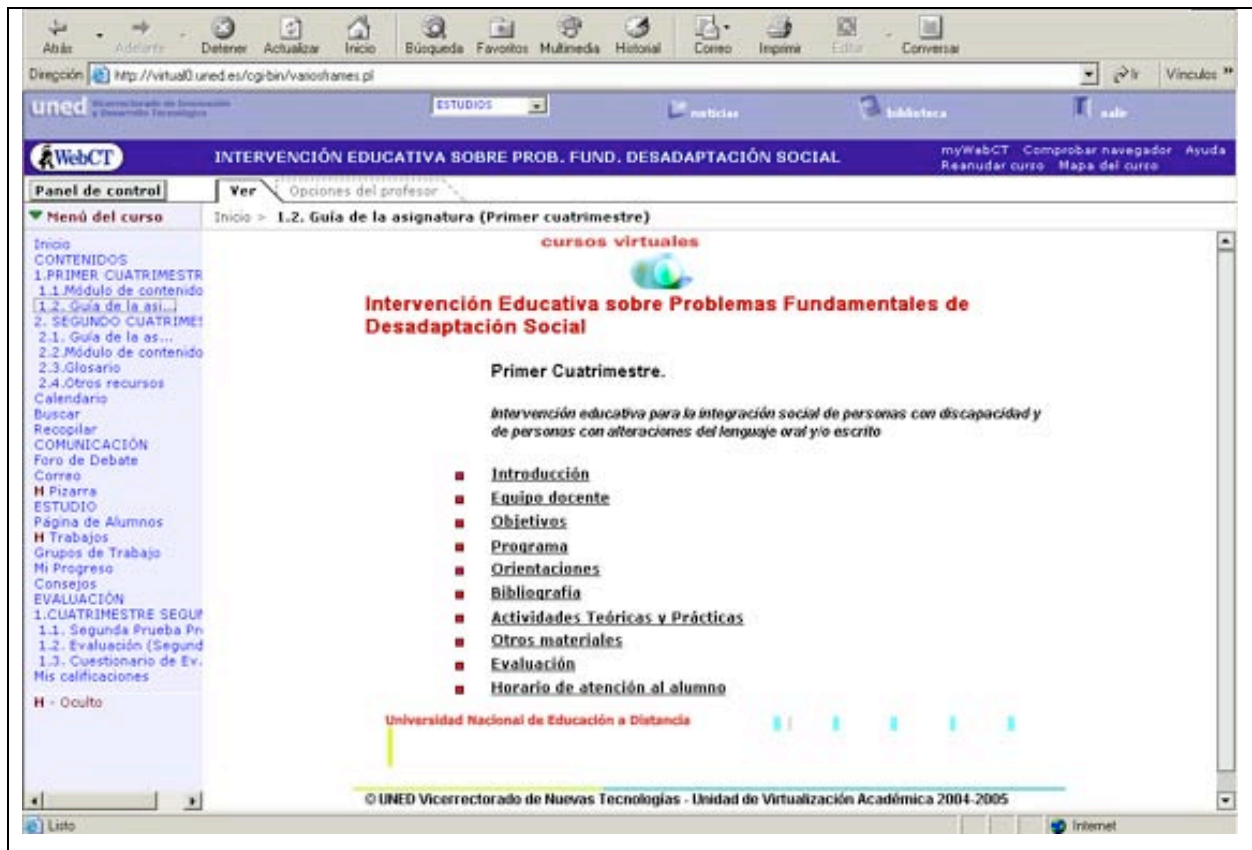 Atrás Adelante Detener Actualizar Inicio Búsqueda Favoritos Multimedia Historial Correo Imprimir Editar Conversar
Dirección http://virtual0.uned.es/cgi-bin/variosframes.pl Ir Vínculos »
uned ESTUDIOS noticias biblioteca salir
WebCT INTERVENCIÓN EDUCATIVA SOBRE PROB. FUND. DESADAPTACIÓN SOCIAL myWebCT Comprobar navegador Ayuda
Reanudar curso Mapa del curso
Panel de control Ver Opciones del profesor
Menú del curso Inicio > 1.2. Guía de la asignatura (Primer cuatrimestre)
Inicio
CONTENIDOS
1.PRIMER CUATRIMESTR
1.1.Módulo de contenido
1.2. Guía de la asi...
2. SEGUNDO CUATRIMES
2.1. Guía de la as...
2.2.Módulo de contenido
2.3.Glosario
2.4.Otros recursos
Calendario
Buscar
Recopilar
COMUNICACIÓN
Foro de Debate
Correo
H Pizarra
ESTUDIO
Página de Alumnos
H Trabajos
Grupos de Trabajo
Mi Progreso
Consejos
EVALUACIÓN
1.CUATRIMESTRE SEGUN
1.1. Segunda Prueba Pr
1.2. Evaluación (Segund
1.3. Cuestionario de Ev.
Mis calificaciones
H - Oculto
cursos virtuales
Intervención Educativa sobre Problemas Fundamentales de
Desadaptación Social
Primer Cuatrimestre.
Intervención educativa para la integración social de personas con discapacidad y
de personas con alteraciones del lenguaje oral y/o escrito
Introducción
Equipo docente
Objetivos
Programa
Orientaciones
Bibliografía
Actividades Teóricas y Prácticas
Otros materiales
Evaluación
Horario de atención al alumno
Universidad Nacional de Educación a Distancia
© UNED Vicerrectorado de Nuevas Tecnologías - Unidad de Virtualización Académica 2004-2005
Listo Internet